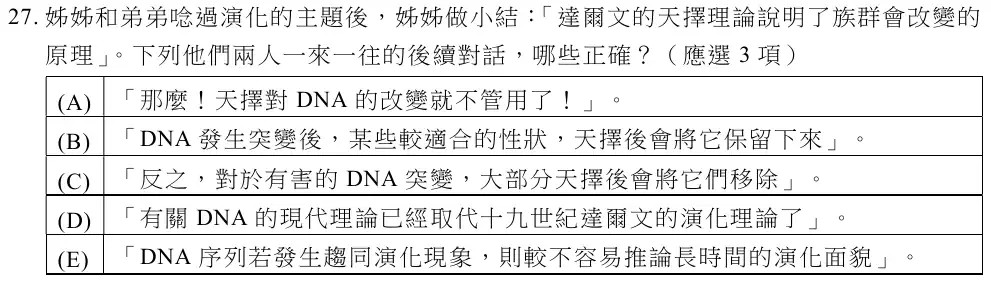 27. 姊姊和弟弟唸過演化的主題後，姊姊做小結：「達爾文的天擇理論說明了族群會改變的
原理」。下列他們兩人一來一往的後續對話，哪些正確？（應選 3 項）
(A) 「那麼！天擇對 DNA 的改變就不管用了！」。
(B) 「DNA 發生突變後，某些較適合的性狀，天擇後會將它保留下來」。
(C) 「反之，對於有害的 DNA 突變，大部分天擇後會將它們移除」。
(D) 「有關 DNA 的現代理論已經取代十九世紀達爾文的演化理論了」。
(E) 「DNA 序列若發生趨同演化現象，則較不容易推論長時間的演化面貌」。